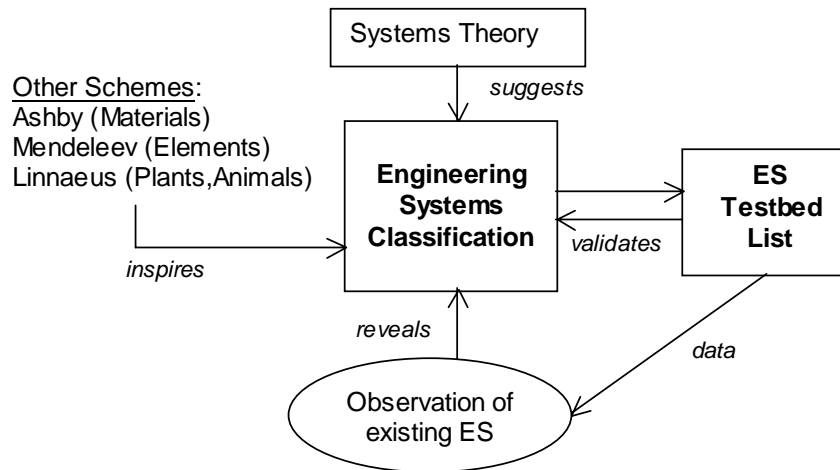 Systems Theory
suggests
Other Schemes:
Ashby (Materials)
Mendeleev (Elements)
Linnaeus (Plants,Animals)
inspires
Engineering
Systems
Classification
validates
ES
Testbed
List
reveals
data
Observation of
existing ES